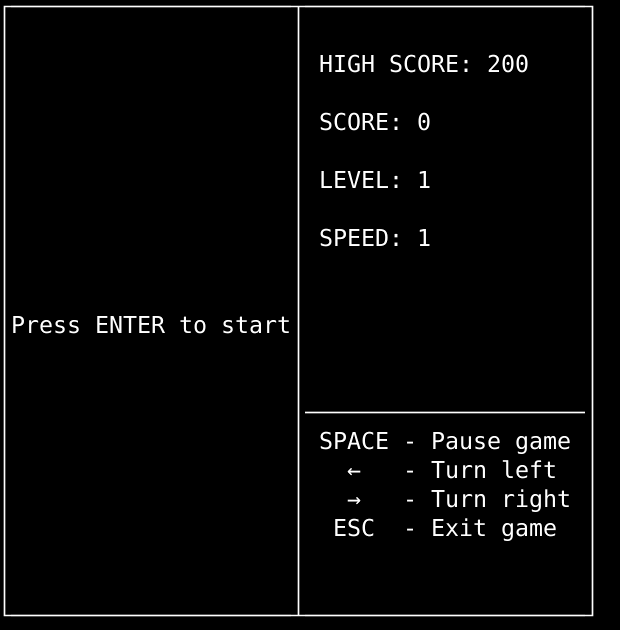 HIGH SCORE: 200
SCORE: 0
LEVEL: 1
SPEED: 1
Press ENTER to start
SPACE - Pause game
← - Turn left
→ - Turn right
ESC - Exit game